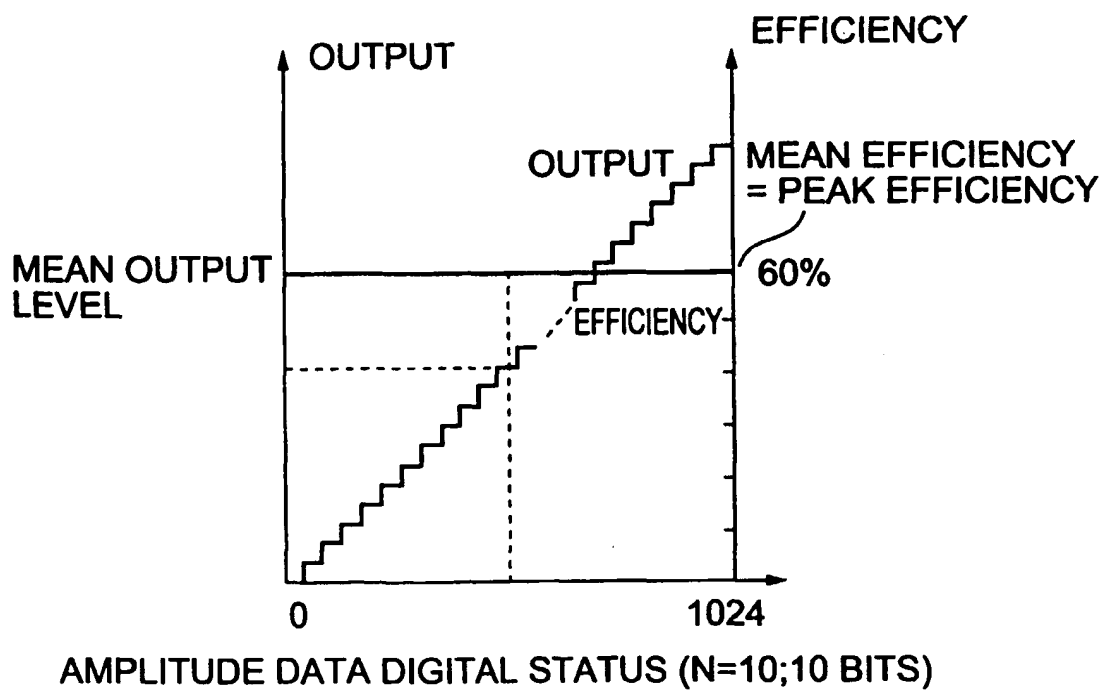 OUTPUT
EFFICIENCY
OUTPUT
MEAN EFFICIENCY
= PEAK EFFICIENCY
MEAN OUTPUT
LEVEL
60%
EFFICIENCY
0
1024
AMPLITUDE DATA DIGITAL STATUS (N=10;10 BITS)